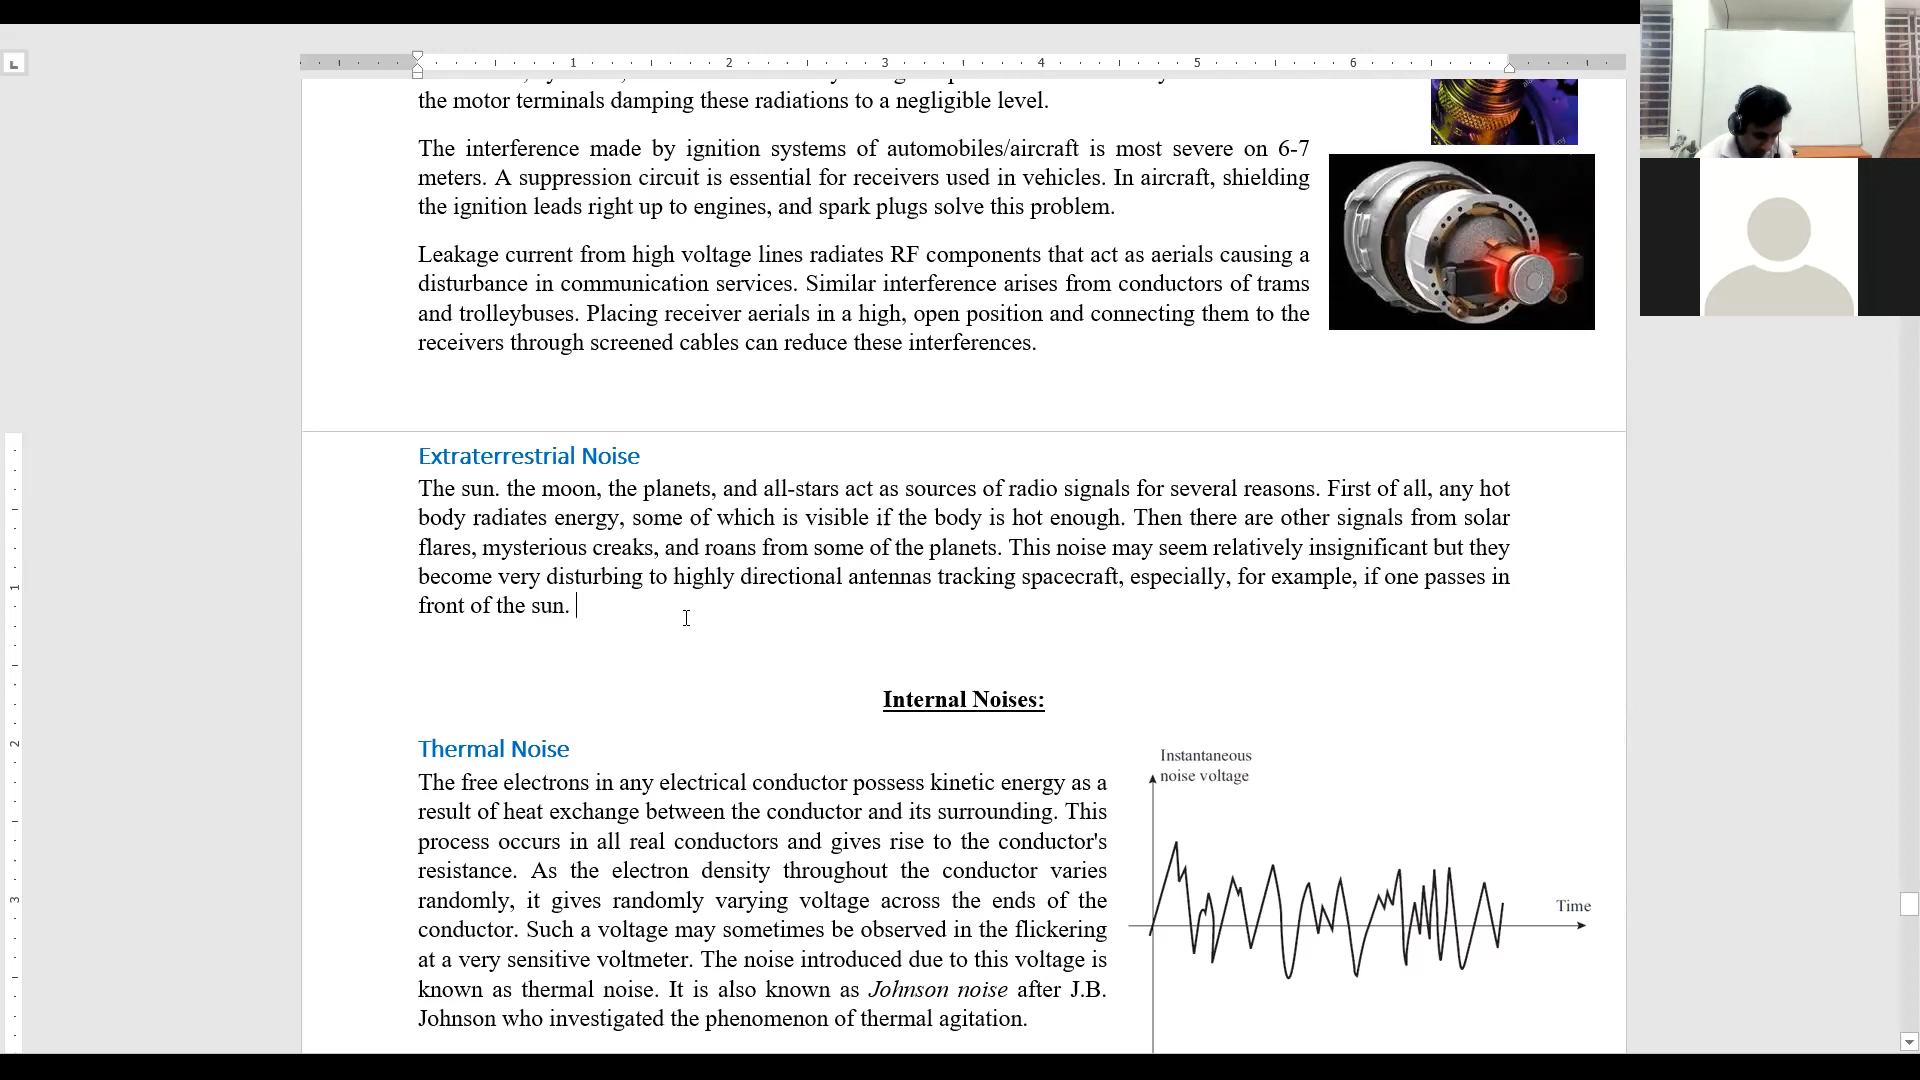 1 2 3 4 5 6
the motor terminals damping these radiations to a negligible level.
The interference made by ignition systems of automobiles/aircraft is most severe on 6-7
meters. A suppression circuit is essential for receivers used in vehicles. In aircraft, shielding
the ignition leads right up to engines, and spark plugs solve this problem.
Leakage current from high voltage lines radiates RF components that act as aerials causing a
disturbance in communication services. Similar interference arises from conductors of trams
and trolleybuses. Placing receiver aerials in a high, open position and connecting them to the
receivers through screened cables can reduce these interferences.
Extraterrestrial Noise
The sun. the moon, the planets, and all-stars act as sources of radio signals for several reasons. First of all, any hot
body radiates energy, some of which is visible if the body is hot enough. Then there are other signals from solar
flares, mysterious creaks, and roans from some of the planets. This noise may seem relatively insignificant but they
become very disturbing to highly directional antennas tracking spacecraft, especially, for example, if one passes in
front of the sun.
Internal Noises:
Thermal Noise
The free electrons in any electrical conductor possess kinetic energy as a
result of heat exchange between the conductor and its surrounding. This
process occurs in all real conductors and gives rise to the conductor's
resistance. As the electron density throughout the conductor varies
randomly, it gives randomly varying voltage across the ends of the
conductor. Such a voltage may sometimes be observed in the flickering
at a very sensitive voltmeter. The noise introduced due to this voltage is
known as thermal noise. It is also known as Johnson noise after J.B.
Johnson who investigated the phenomenon of thermal agitation.
Instantaneous
noise voltage
Time
1
2
3